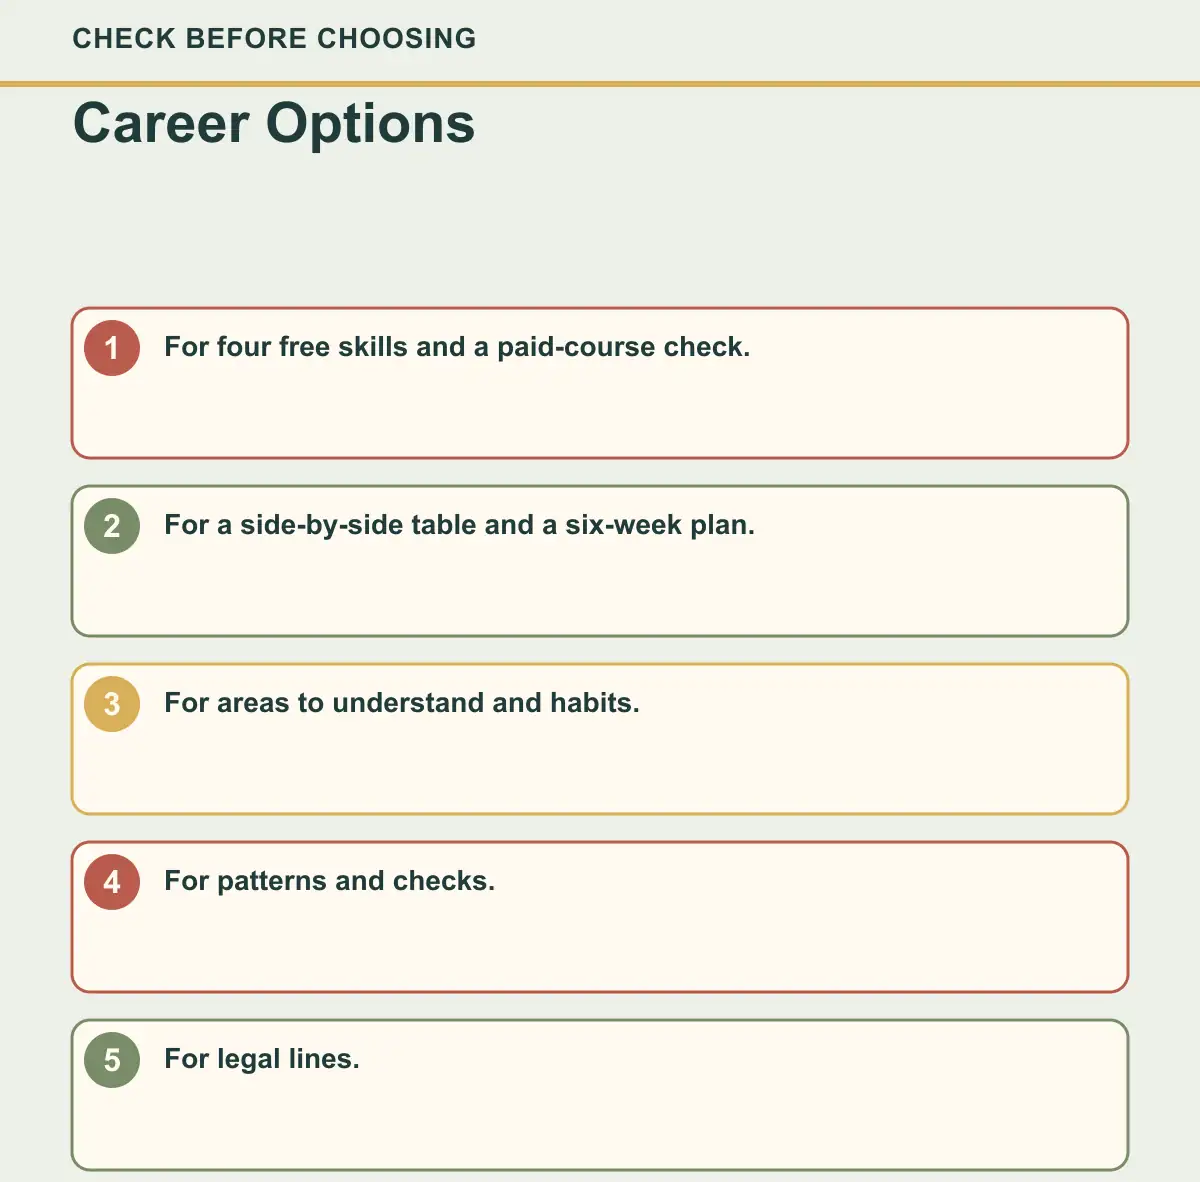 CHECK BEFORE CHOOSING
Career Options
1 For four free skills and a paid-course check.
2 For a side-by-side table and a six-week plan.
3 For areas to understand and habits.
4 For patterns and checks.
5 For legal lines.